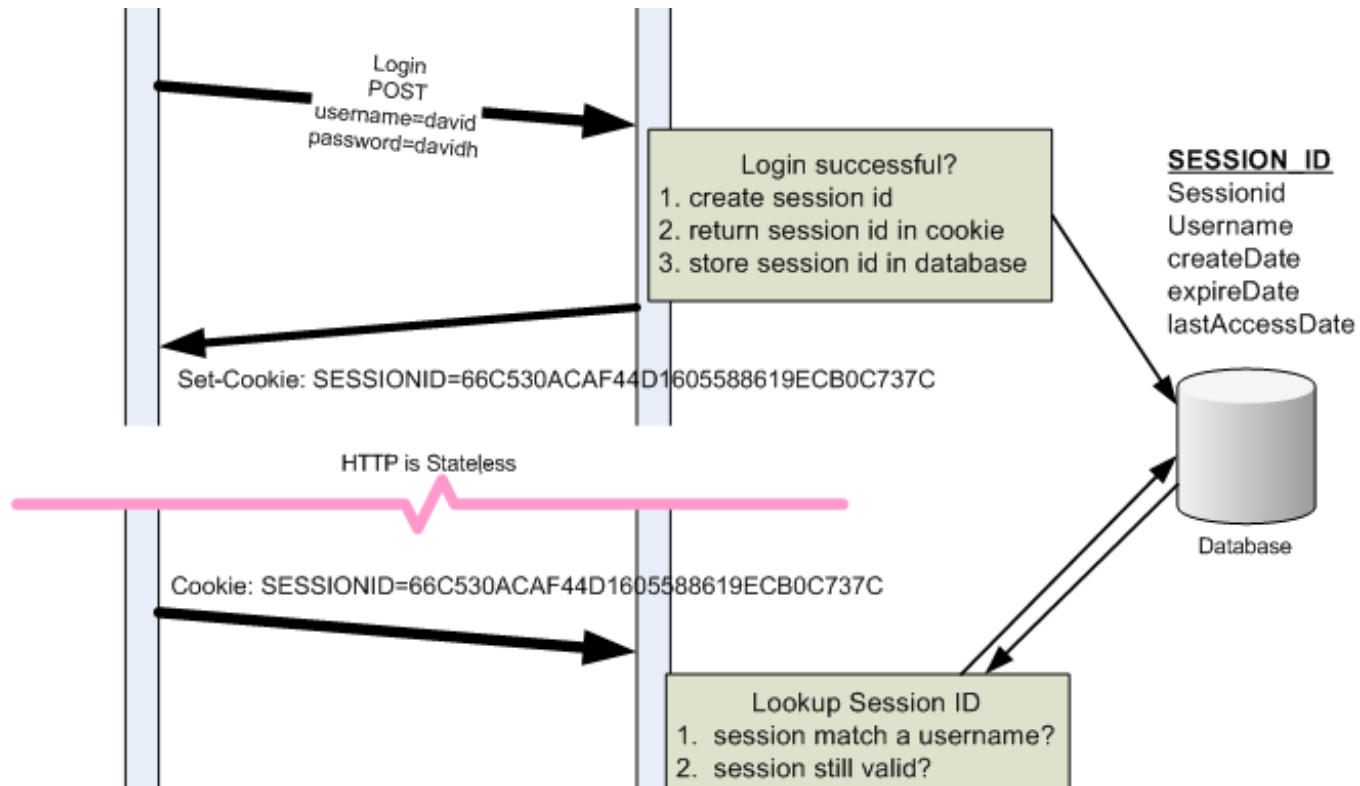 Login
POST
username=david
password=davidh
Login successful?
1. create session id
2. return session id in cookie
3. store session id in database
SESSION_ID
Sessionid
Username
createDate
expireDate
lastAccessDate
Set-Cookie: SESSIONID=66C530ACAF44D1605588619ECB0C737C
HTTP is Stateless
Database
Cookie: SESSIONID=66C530ACAF44D1605588619ECB0C737C
Lookup Session ID
1. session match a username?
2. session still valid?